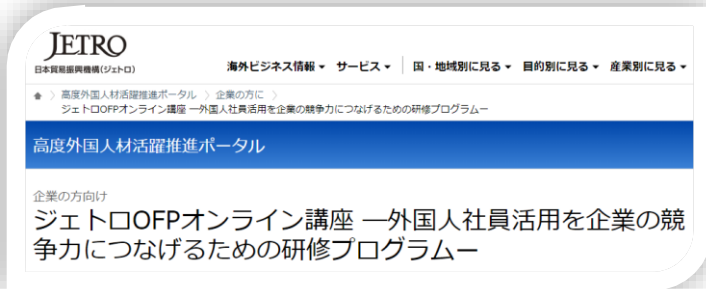 JETRO
日本貿易振興機構(ジェトロ)
海外ビジネス情報▼ サービス▼ 国・地域別に見る▼ 目的別に見る▼ 産業別に見る▼
高度外国人材活躍推進ポータル 〉 企業の方に 〉
ジェトロOFPオンライン講座 ―外国人社員活用を企業の競争力につなげるための研修プログラムー
高度外国人材活躍推進ポータル
企業の方向け
ジェトロOFPオンライン講座 ―外国人社員活用を企業の競
争力につなげるための研修プログラムー